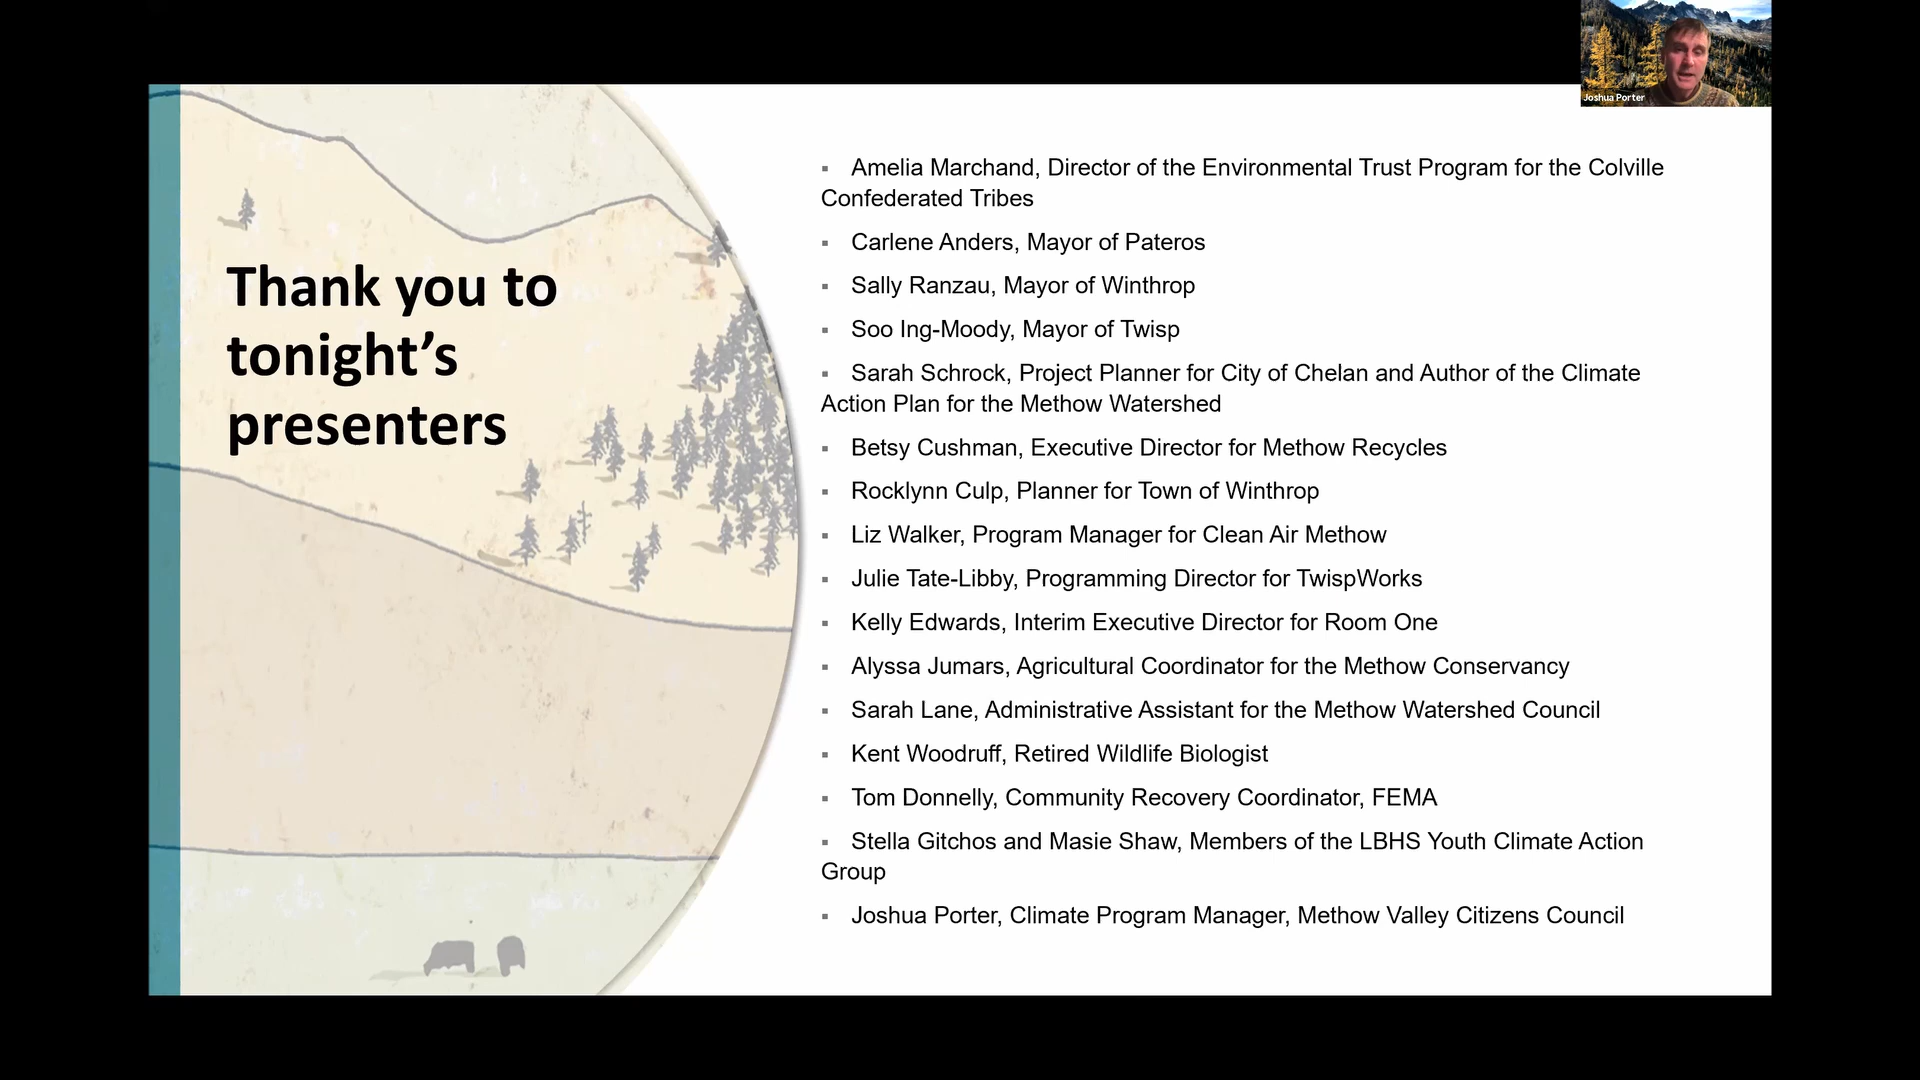 Joshua Porter
Thank you to
tonight’s
presenters
▪ Amelia Marchand, Director of the Environmental Trust Program for the Colville
Confederated Tribes
▪ Carlene Anders, Mayor of Pateros
▪ Sally Ranzau, Mayor of Winthrop
▪ Soo Ing-Moody, Mayor of Twisp
▪ Sarah Schrock, Project Planner for City of Chelan and Author of the Climate
Action Plan for the Methow Watershed
▪ Betsy Cushman, Executive Director for Methow Recycles
▪ Rocklynn Culp, Planner for Town of Winthrop
▪ Liz Walker, Program Manager for Clean Air Methow
▪ Julie Tate-Libby, Programming Director for TwispWorks
▪ Kelly Edwards, Interim Executive Director for Room One
▪ Alyssa Jumars, Agricultural Coordinator for the Methow Conservancy
▪ Sarah Lane, Administrative Assistant for the Methow Watershed Council
▪ Kent Woodruff, Retired Wildlife Biologist
▪ Tom Donnelly, Community Recovery Coordinator, FEMA
▪ Stella Gitchos and Masie Shaw, Members of the LBHS Youth Climate Action
Group
▪ Joshua Porter, Climate Program Manager, Methow Valley Citizens Council